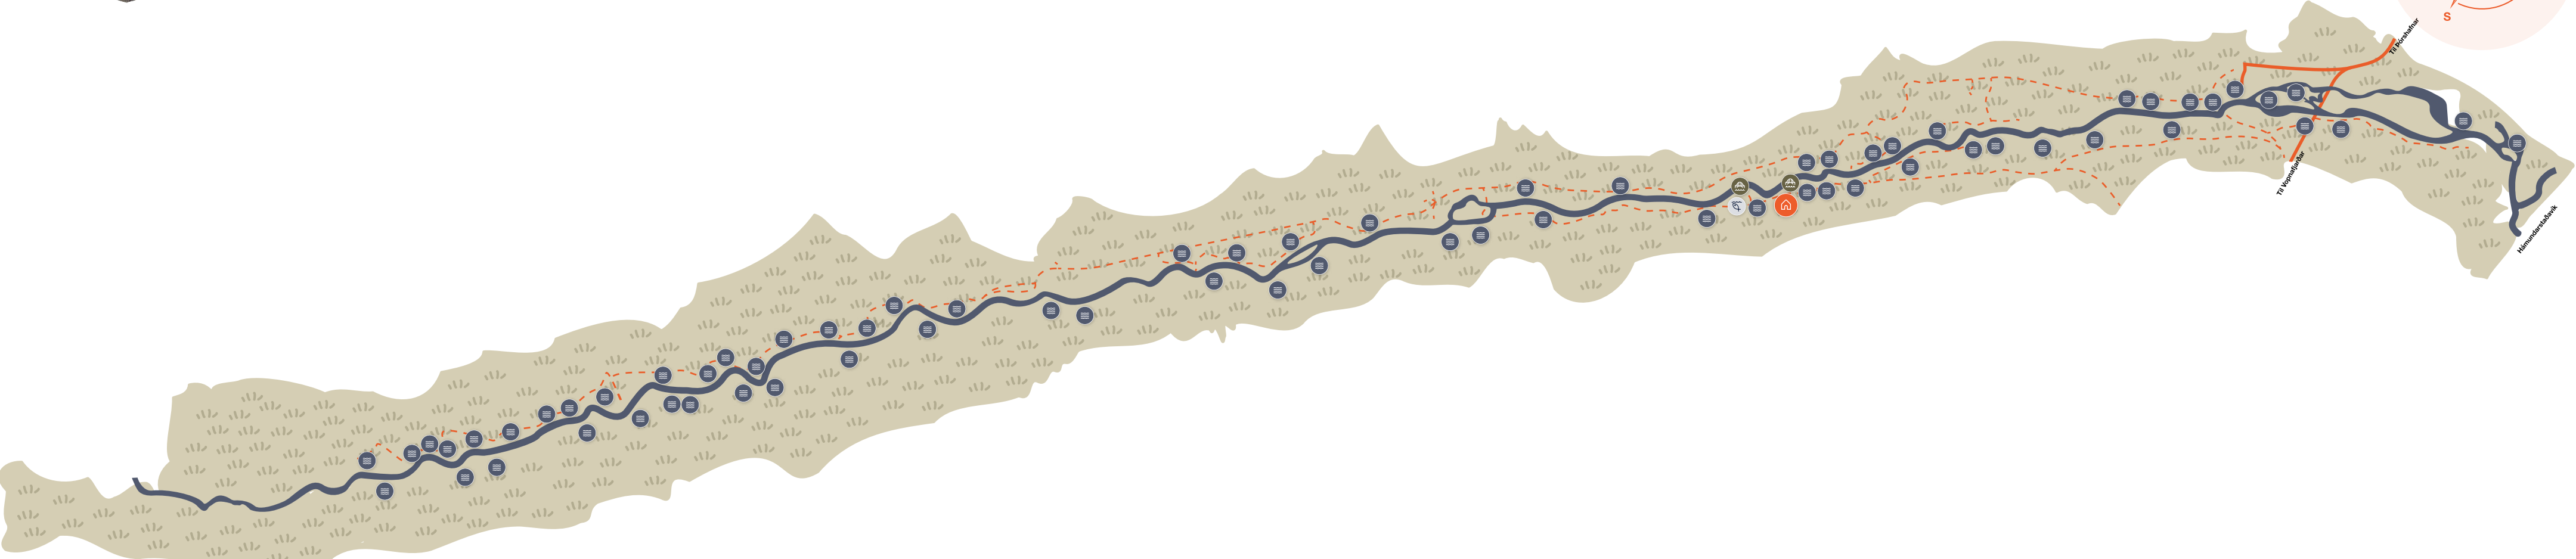 S
Til Þórshafnar
Til Vopnafjarðar
Hámundarstaðavík